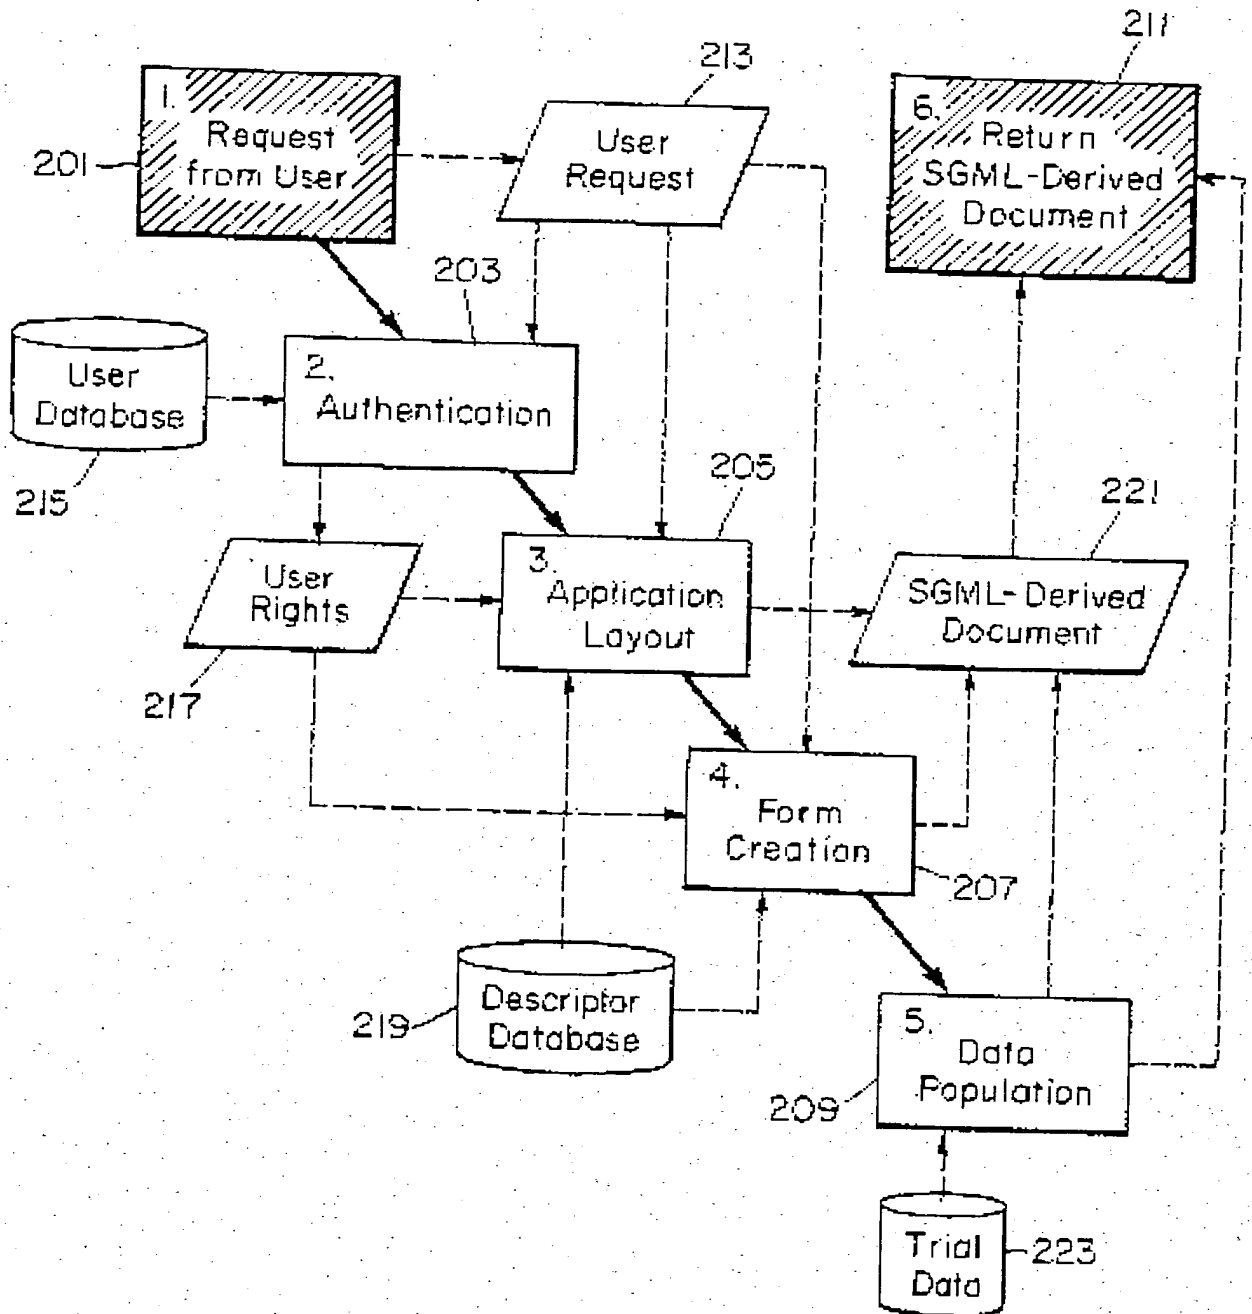 211
213
1.
Request
from User
201
User
Request
6.
Return
SGML-Derived
Document
203
User
Database
215
2.
Authentication
205
221
User
Rights
217
3.
Application
Layout
SGML-Derived
Document
4.
Form
Creation
207
Descriptor
Database
219
5.
Data
Population
209
Trial
Data
223